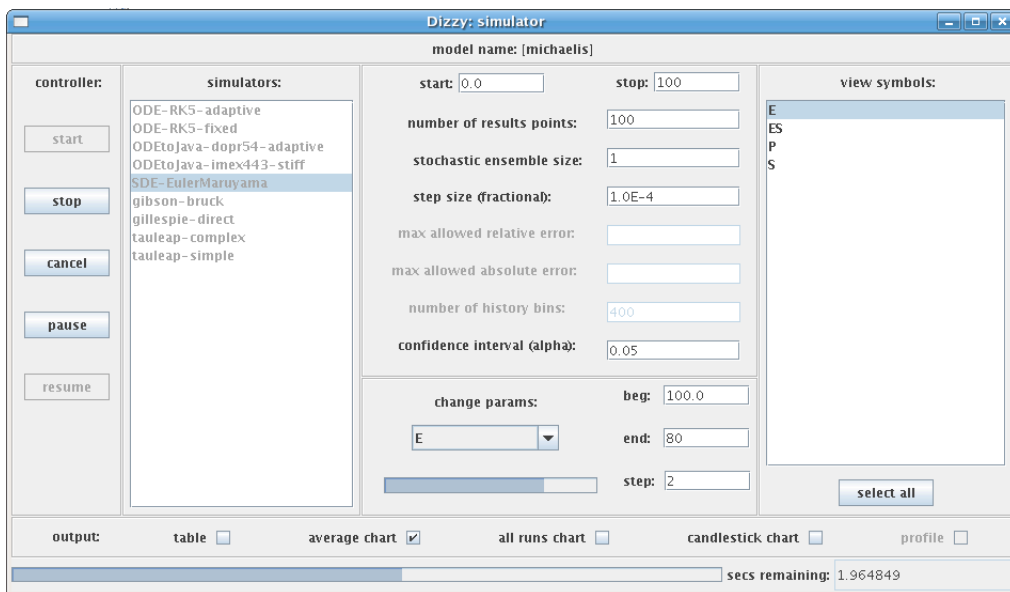 Dizzy: simulator
model name: [michaelis]
controller:
start
stop
cancel
pause
resume
simulators:
ODE-RK5-adaptive
ODE-RK5-fixed
ODEtoJava-dopr54-adaptive
ODEtoJava-imex443-stiff
SDE-EulerMaruyama
gibson-bruck
gillespie-direct
tauleap-complex
tauleap-simple
start: 0.0 stop: 100
number of results points: 100
stochastic ensemble size: 1
step size (fractional): 1.0E-4
max allowed relative error:
max allowed absolute error:
number of history bins: 400
confidence interval (alpha): 0.05
change params:
E
beg: 100.0
end: 80
step: 2
view symbols:
E
ES
P
S
select all
output: table average chart all runs chart candlestick chart profile
secs remaining: 1.964849